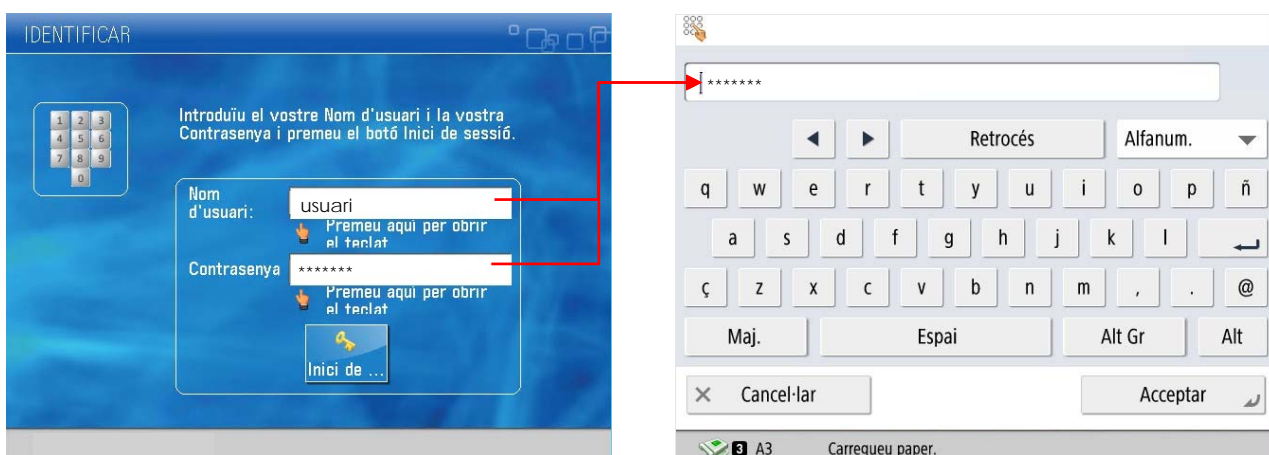 IDENTIFICAR
1 2 3
4 5 6
7 8 9
0
Introduïu el vostre Nom d'usuari i la vostra
Contrasenya i premeu el botó Inici de sessió.
Nom
d'usuari:
usuari
Premeu aquí per obrir
el teclat
Contrasenya
*******
Premeu aquí per obrir
el teclat
Inici de ...
*******
Retrocés Alfanum.
q w e r t y u i o p ñ
a s d f g h j k l
ç z x c v b n m , . @
Maj. Espai Alt Gr Alt
Cancel·lar Acceptar
3 A3 Carregueu paper.